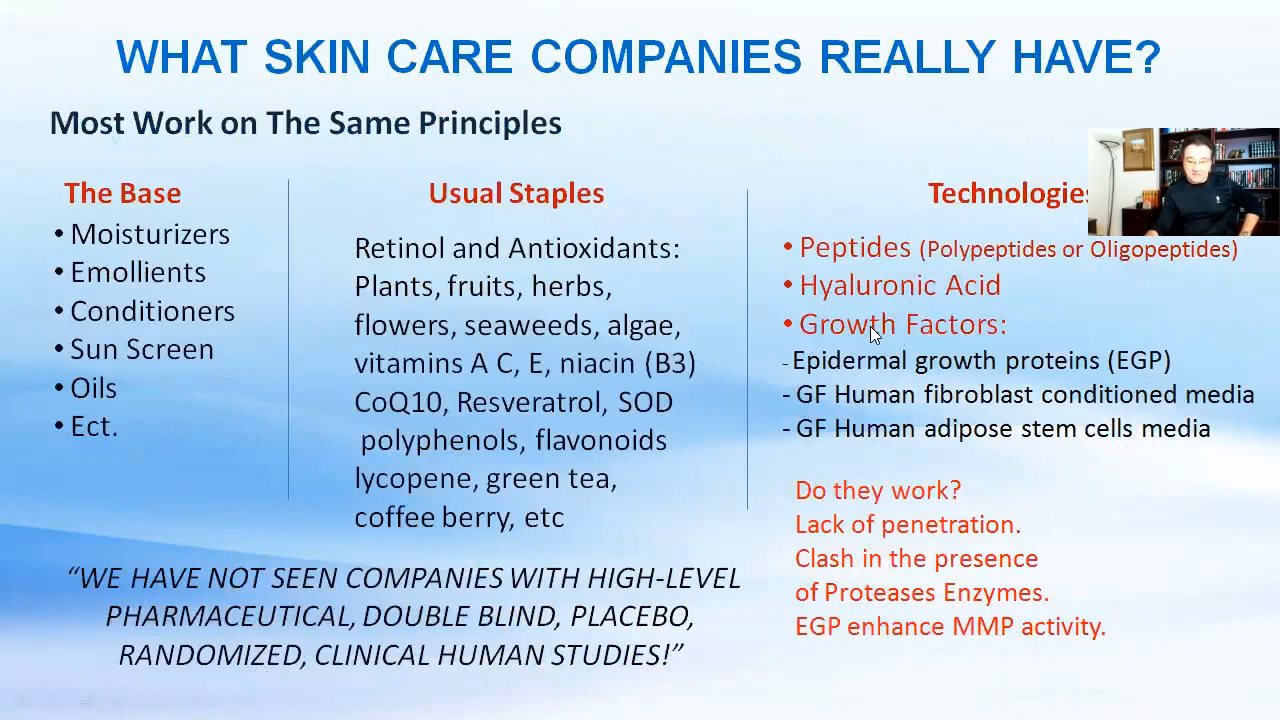 WHAT SKIN CARE COMPANIES REALLY HAVE?
Most Work on The Same Principles
The Base
• Moisturizers
• Emollients
• Conditioners
• Sun Screen
• Oils
• Ect.
Usual Staples
Retinol and Antioxidants:
Plants, fruits, herbs,
flowers, seaweeds, algae,
vitamins A C, E, niacin (B3)
CoQ10, Resveratrol, SOD
polyphenols, flavonoids
lycopene, green tea,
coffee berry, etc
Technologies
• Peptides (Polypeptides or Oligopeptides)
• Hyaluronic Acid
• Growth Factors:
- Epidermal growth proteins (EGP)
- GF Human fibroblast conditioned media
- GF Human adipose stem cells media
Do they work?
Lack of penetration.
Clash in the presence
of Proteases Enzymes.
EGP enhance MMP activity.
“WE HAVE NOT SEEN COMPANIES WITH HIGH-LEVEL
PHARMACEUTICAL, DOUBLE BLIND, PLACEBO,
RANDOMIZED, CLINICAL HUMAN STUDIES!”